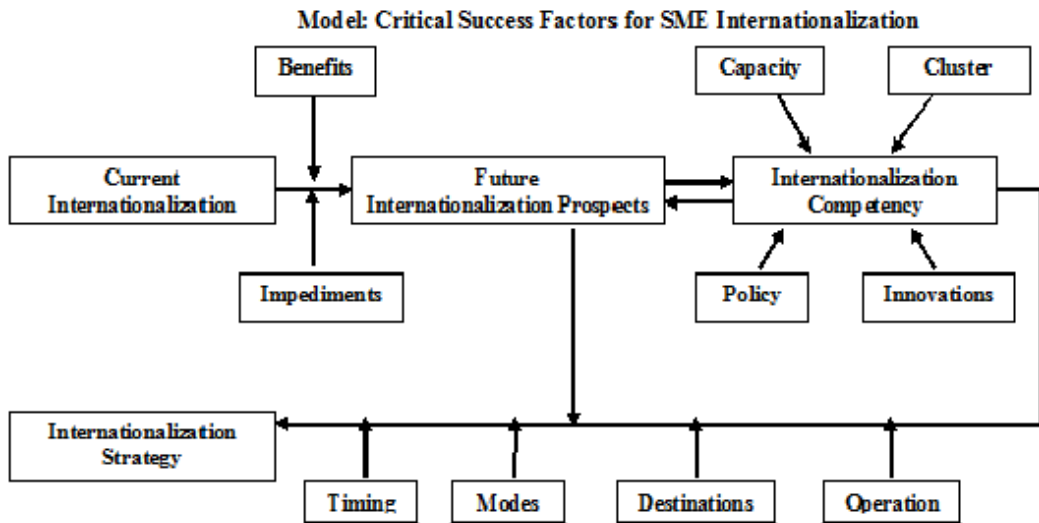 Model: Critical Success Factors for SME Internationalization
Benefits
Capacity
Cluster
Current
Internationalization
Future
Internationalization Prospects
Internationalization
Competency
Impediments
Policy
Innovations
Internationalization
Strategy
Timing
Modes
Destinations
Operation